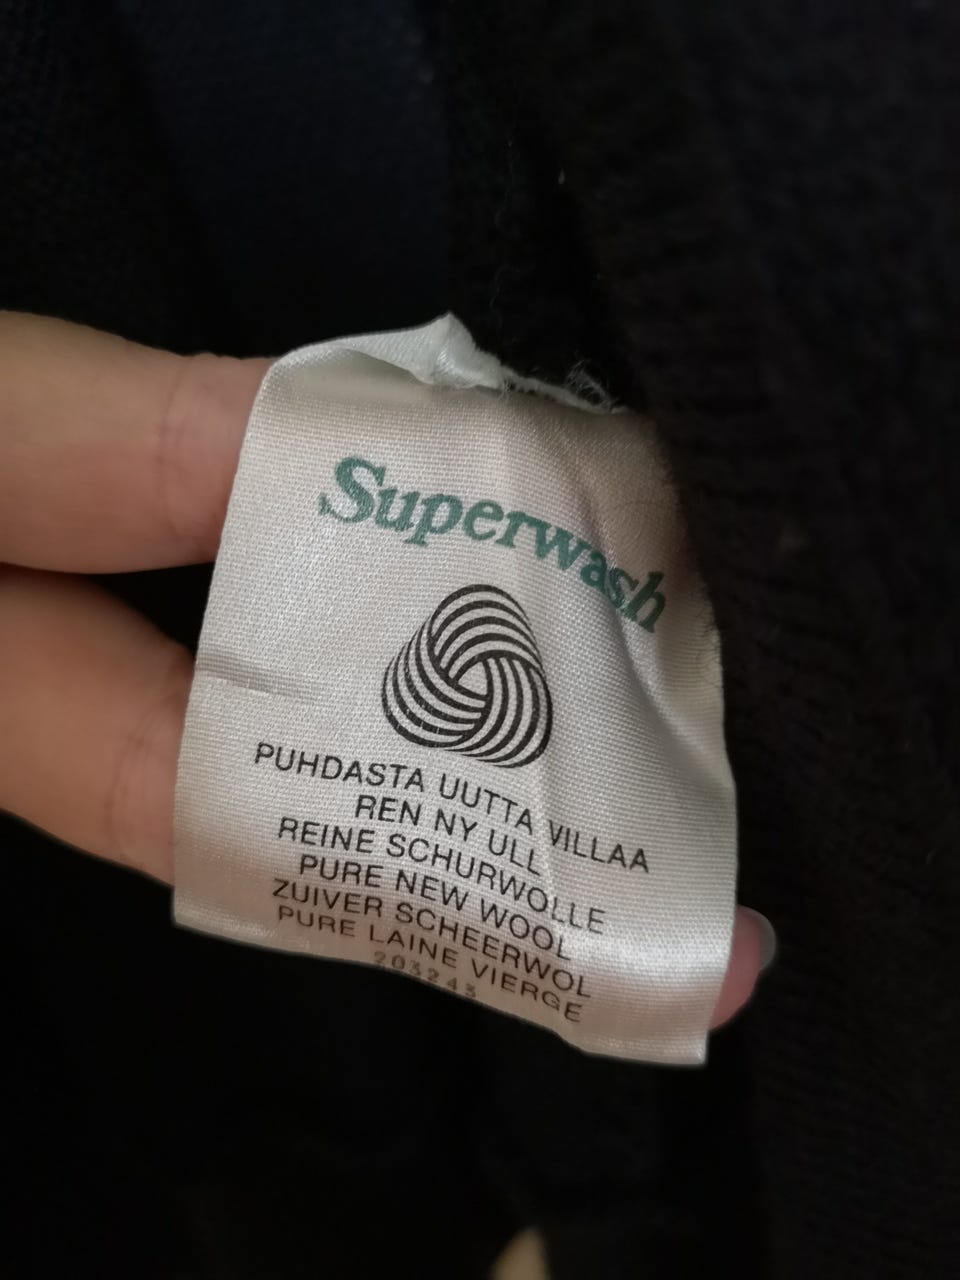 Superwash
PUHDASTA UUTTA VILLAA
REN NY ULL
REINE SCHURWOLLE
PURE NEW WOOL
ZUIVER SCHEERWOL
PURE LAINE VIERGE
203243